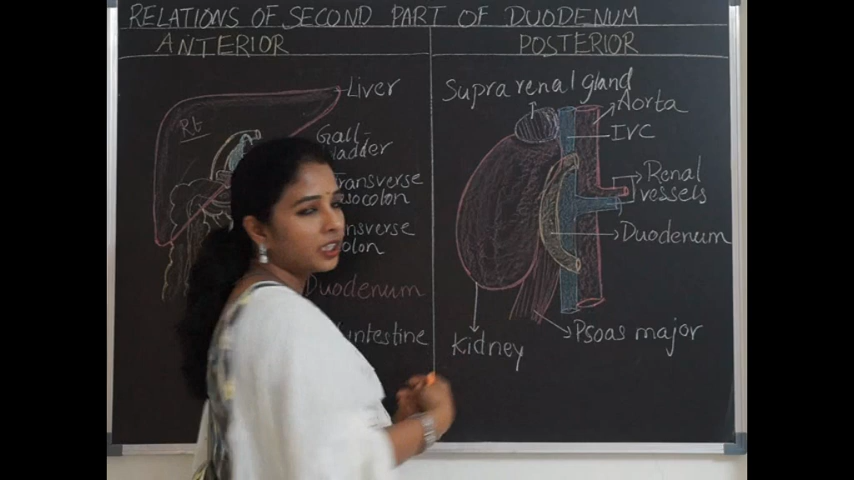 RELATIONS OF SECOND PART OF DUODENUM
ANTERIOR
POSTERIOR
Liver
Rt
Gall-
Transverse
Duodenum
Supra renal gland
Aorta
IVC
Renal
vessels
Duodenum
Psoas major
Kidney